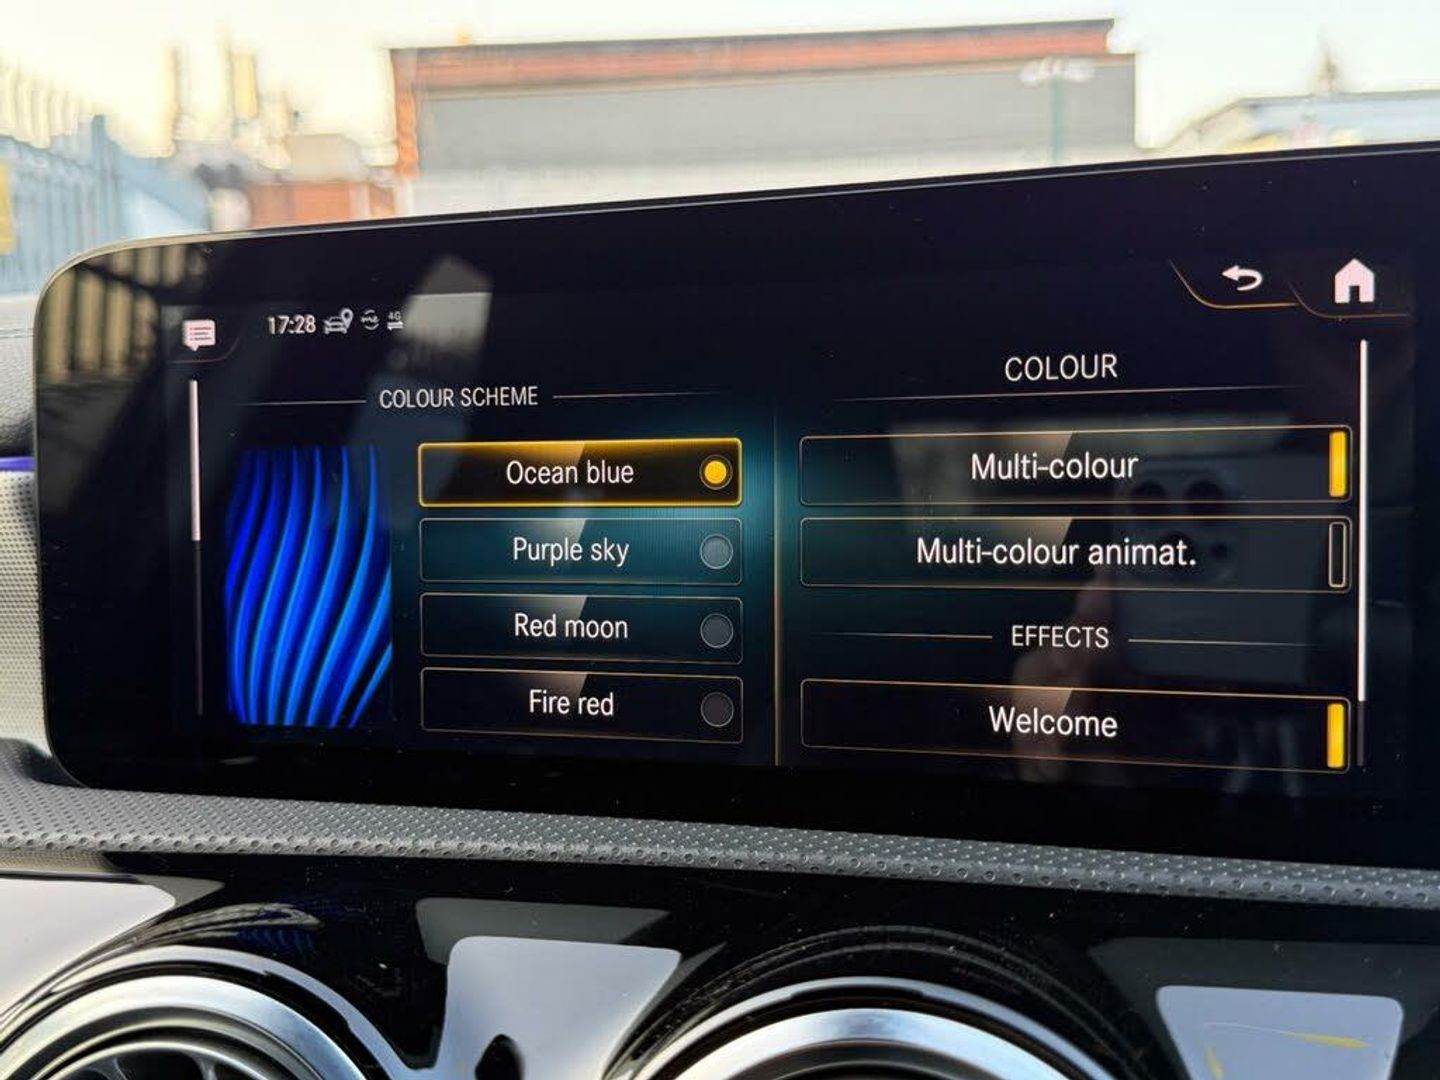 17:28
4G
COLOUR SCHEME
Ocean blue
Purple sky
Red moon
Fire red
COLOUR
Multi-colour
Multi-colour animat.
EFFECTS
Welcome